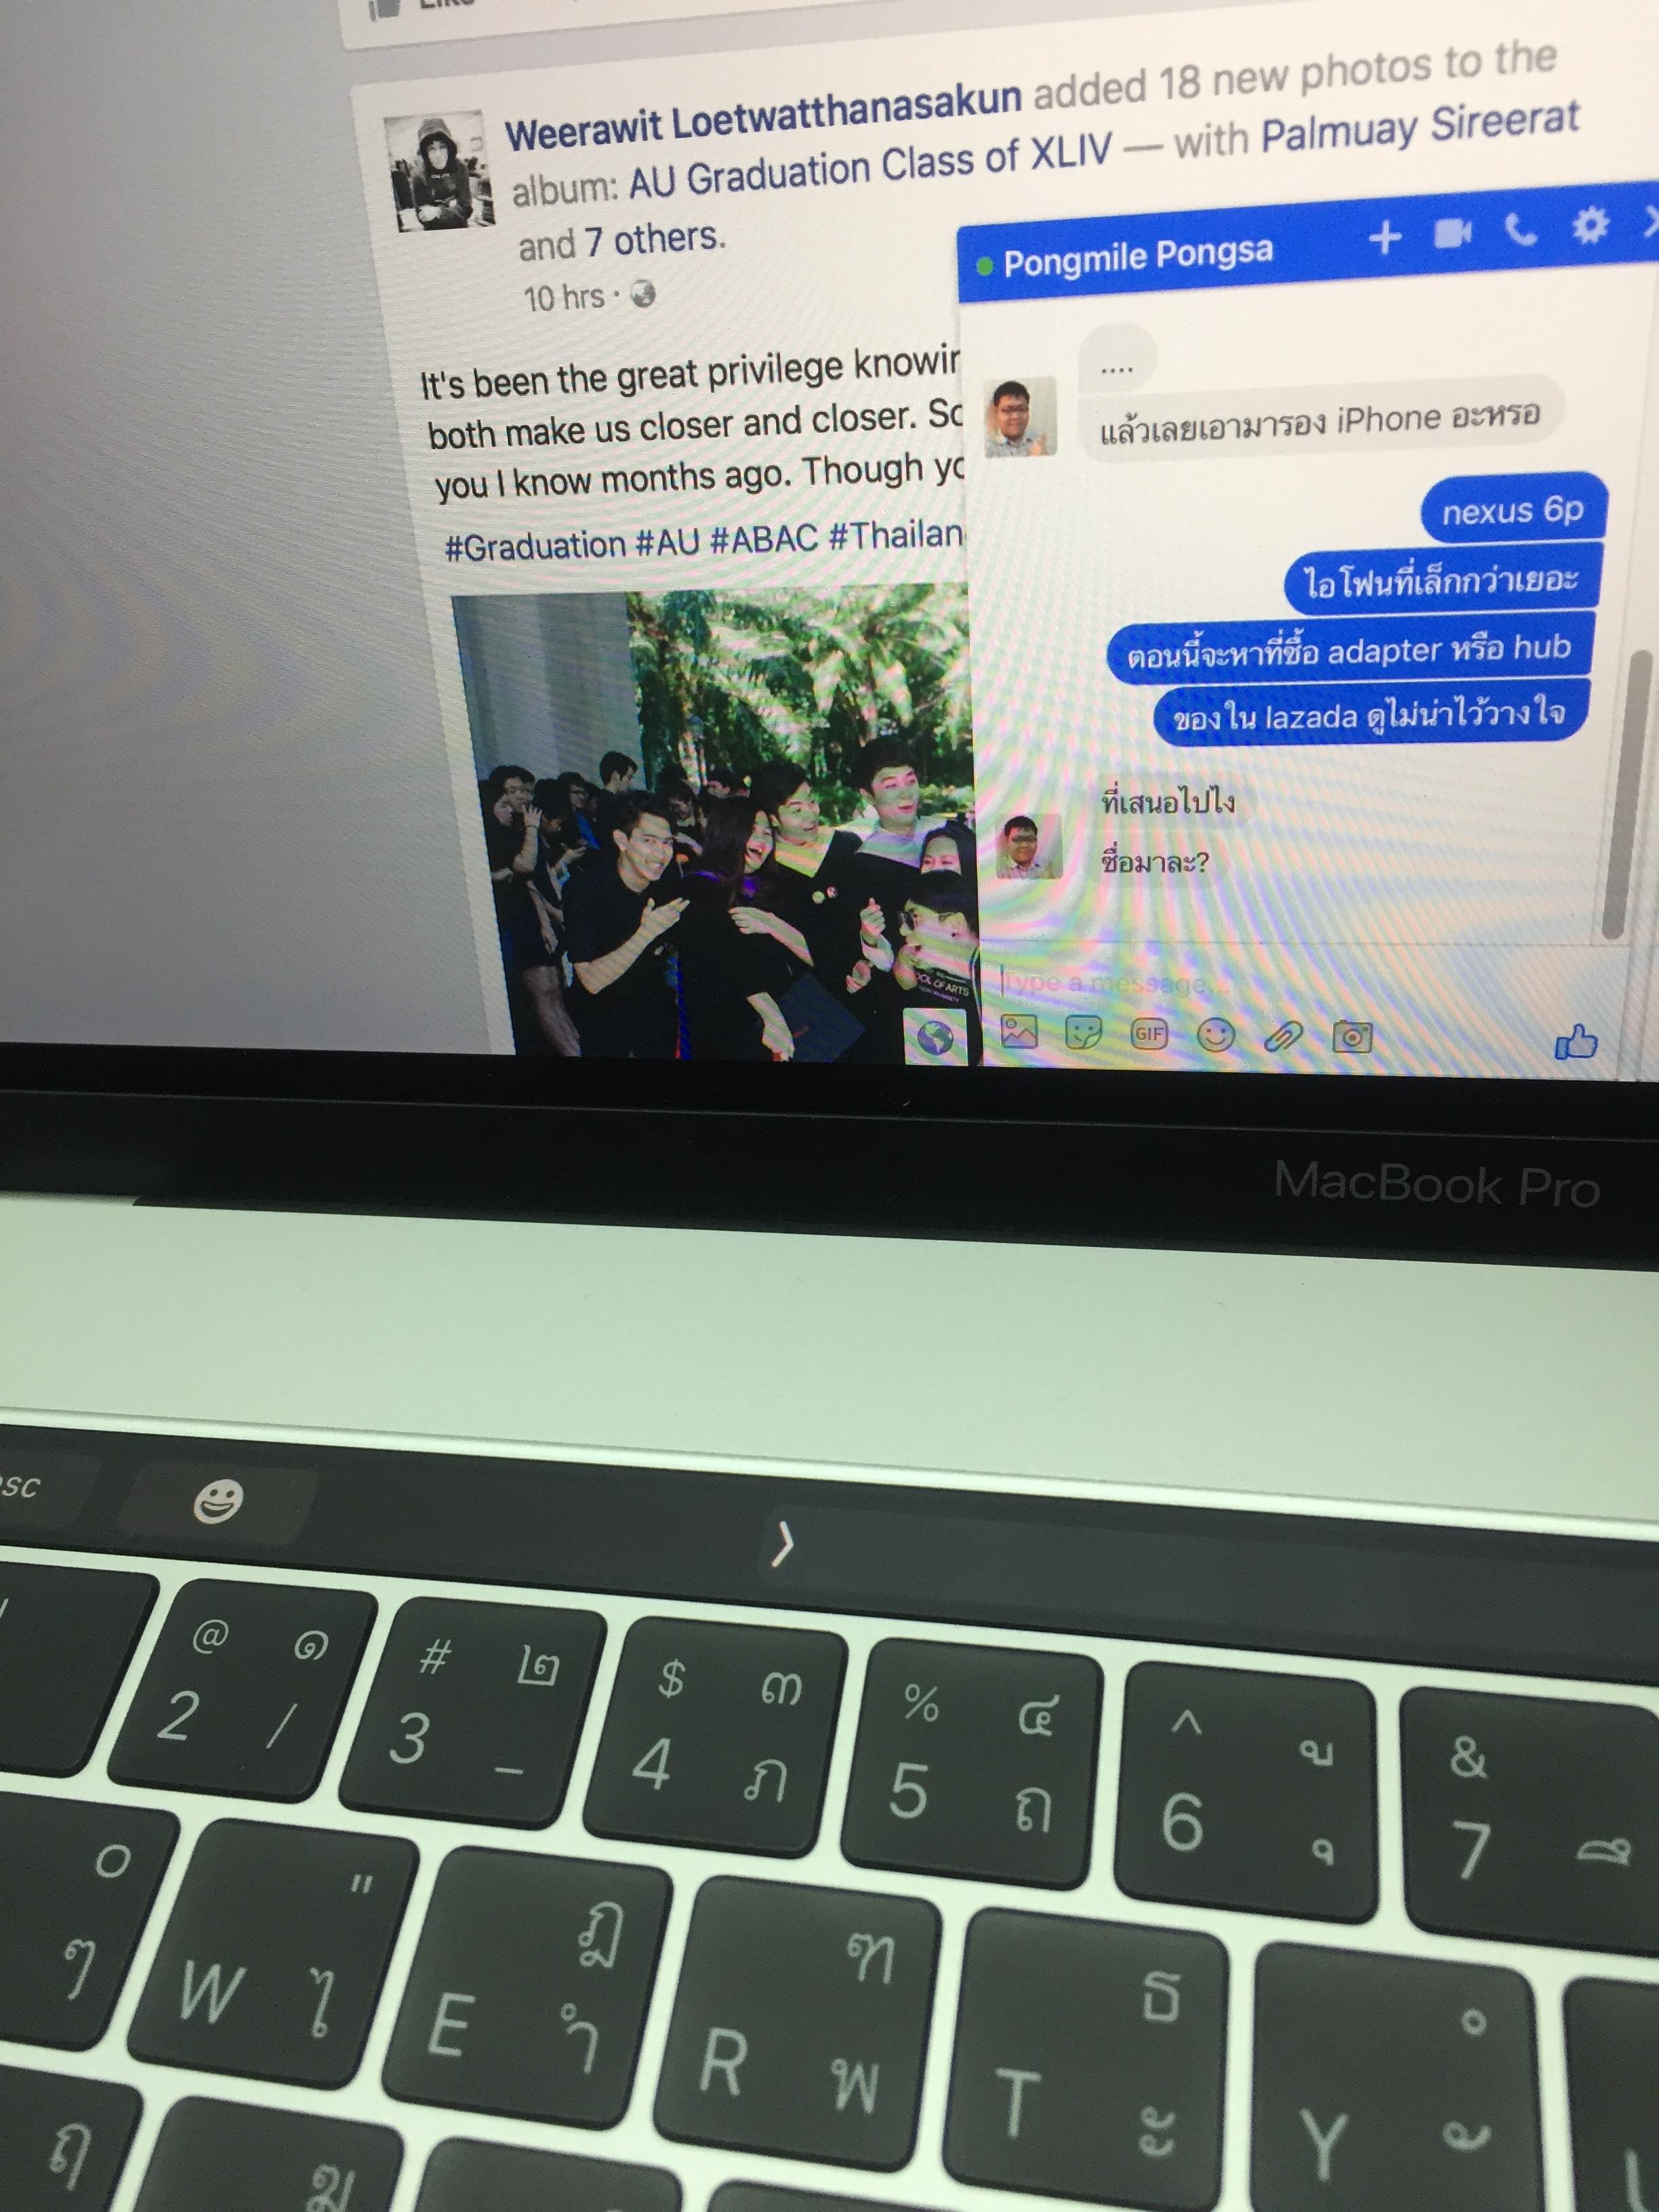 Weerawit Loetwatthanasakun added 18 new photos to the
album: AU Graduation Class of XLIV — with Palmuay Sireerat
and 7 others.
10 hrs ·
It's been the great privilege knowin
both make us closer and closer. So
you I know months ago. Though yo
#Graduation #AU #ABAC #Thailan
OL OF ARTS
Pongmile Pongsa
....
แล้วเลยเอามารอง iPhone อะหรอ
nexus 6p
ไอโฟนที่เล็กกว่าเยอะ
ตอนนี้จะหาที่ซื้อ adapter หรือ hub
ของใน lazada ดูไม่น่าไว้วางใจ
ที่เสนอไปไง
ซื่อมาละ?
Type a message...
GIF
MacBook Pro
sc
@ ๑ # ๒ $ ๓ % ๔ ^ ู &
2 / 3 _ 4 ภ 5 ถ 6 ุ 7 ึ
๐ " ฎ ฑ ธ ํ
ๆ W ไ E ำ R พ T ะ Y ั
ฤ ฆ